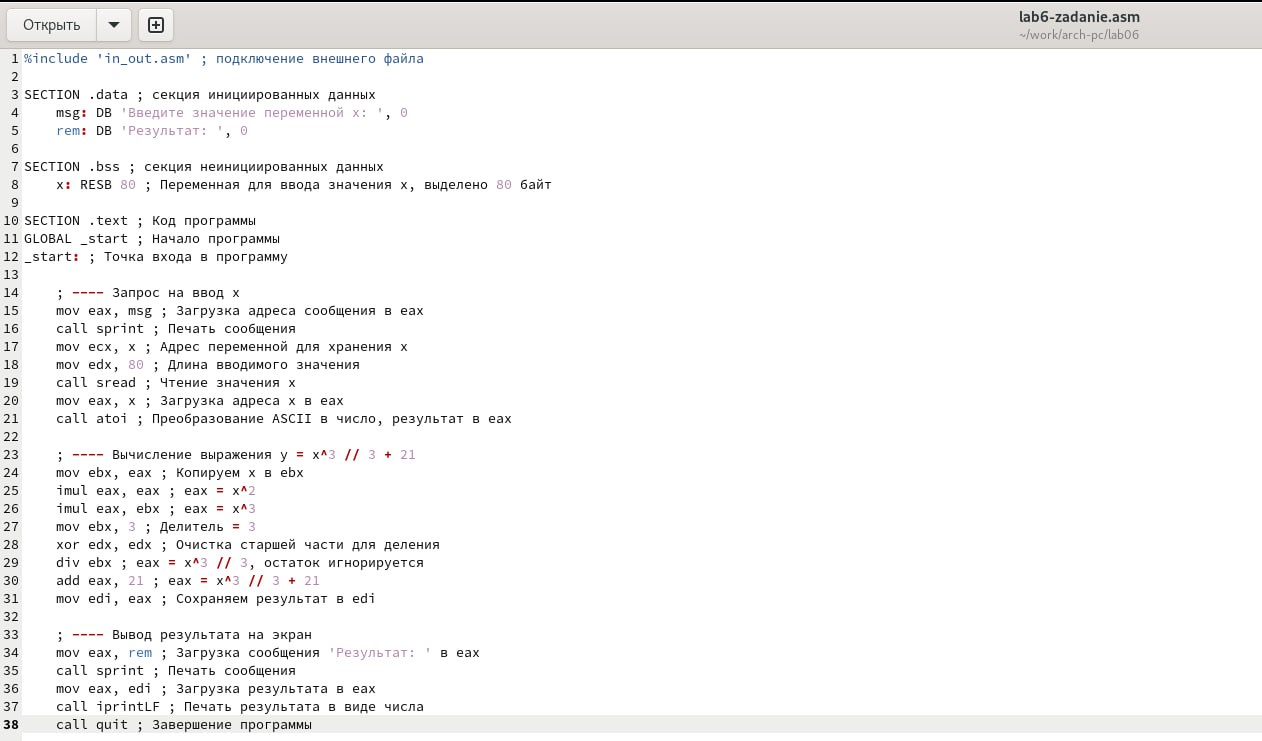 Открыть
lab6-zadanie.asm
~/work/arch-pc/lab06
1 %include 'in_out.asm' ; подключение внешнего файла
2
3 SECTION .data ; секция инициированных данных
4     msg: DB 'Введите значение переменной x: ', 0
5     rem: DB 'Результат: ', 0
6
7 SECTION .bss ; секция неинициированных данных
8     x: RESB 80 ; Переменная для ввода значения x, выделено 80 байт
9
10 SECTION .text ; Код программы
11 GLOBAL _start ; Начало программы
12 _start: ; Точка входа в программу
13
14     ; ---- Запрос на ввод x
15     mov eax, msg ; Загрузка адреса сообщения в eax
16     call sprint ; Печать сообщения
17     mov ecx, x ; Адрес переменной для хранения x
18     mov edx, 80 ; Длина вводимого значения
19     call sread ; Чтение значения x
20     mov eax, x ; Загрузка адреса x в eax
21     call atoi ; Преобразование ASCII в число, результат в eax
22
23     ; ---- Вычисление выражения y = x^3 // 3 + 21
24     mov ebx, eax ; Копируем x в ebx
25     imul eax, eax ; eax = x^2
26     imul eax, ebx ; eax = x^3
27     mov ebx, 3 ; Делитель = 3
28     xor edx, edx ; Очистка старшей части для деления
29     div ebx ; eax = x^3 // 3, остаток игнорируется
30     add eax, 21 ; eax = x^3 // 3 + 21
31     mov edi, eax ; Сохраняем результат в edi
32
33     ; ---- Вывод результата на экран
34     mov eax, rem ; Загрузка сообщения 'Результат: ' в eax
35     call sprint ; Печать сообщения
36     mov eax, edi ; Загрузка результата в eax
37     call iprintLF ; Печать результата в виде числа
38     call quit ; Завершение программы